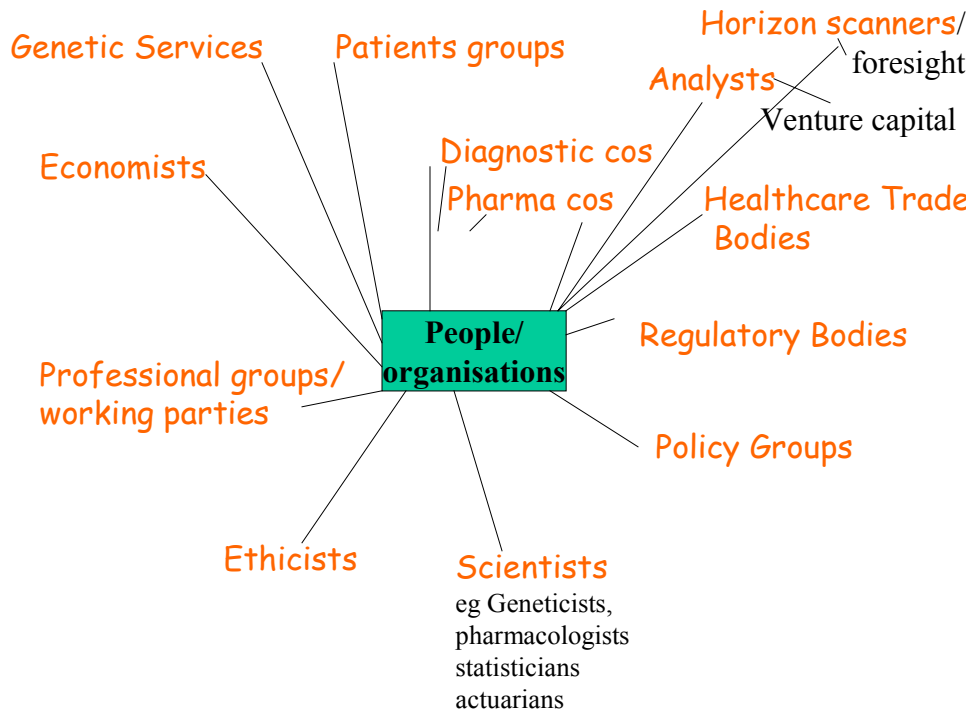 Horizon scanners/
foresight
Genetic Services
Patients groups
Analysts
Venture capital
Diagnostic cos
Economists
Pharma cos
Healthcare Trade
Bodies
People/
organisations
Regulatory Bodies
Professional groups/
working parties
Policy Groups
Ethicists
Scientists
eg Geneticists,
pharmacologists
statisticians
actuarians